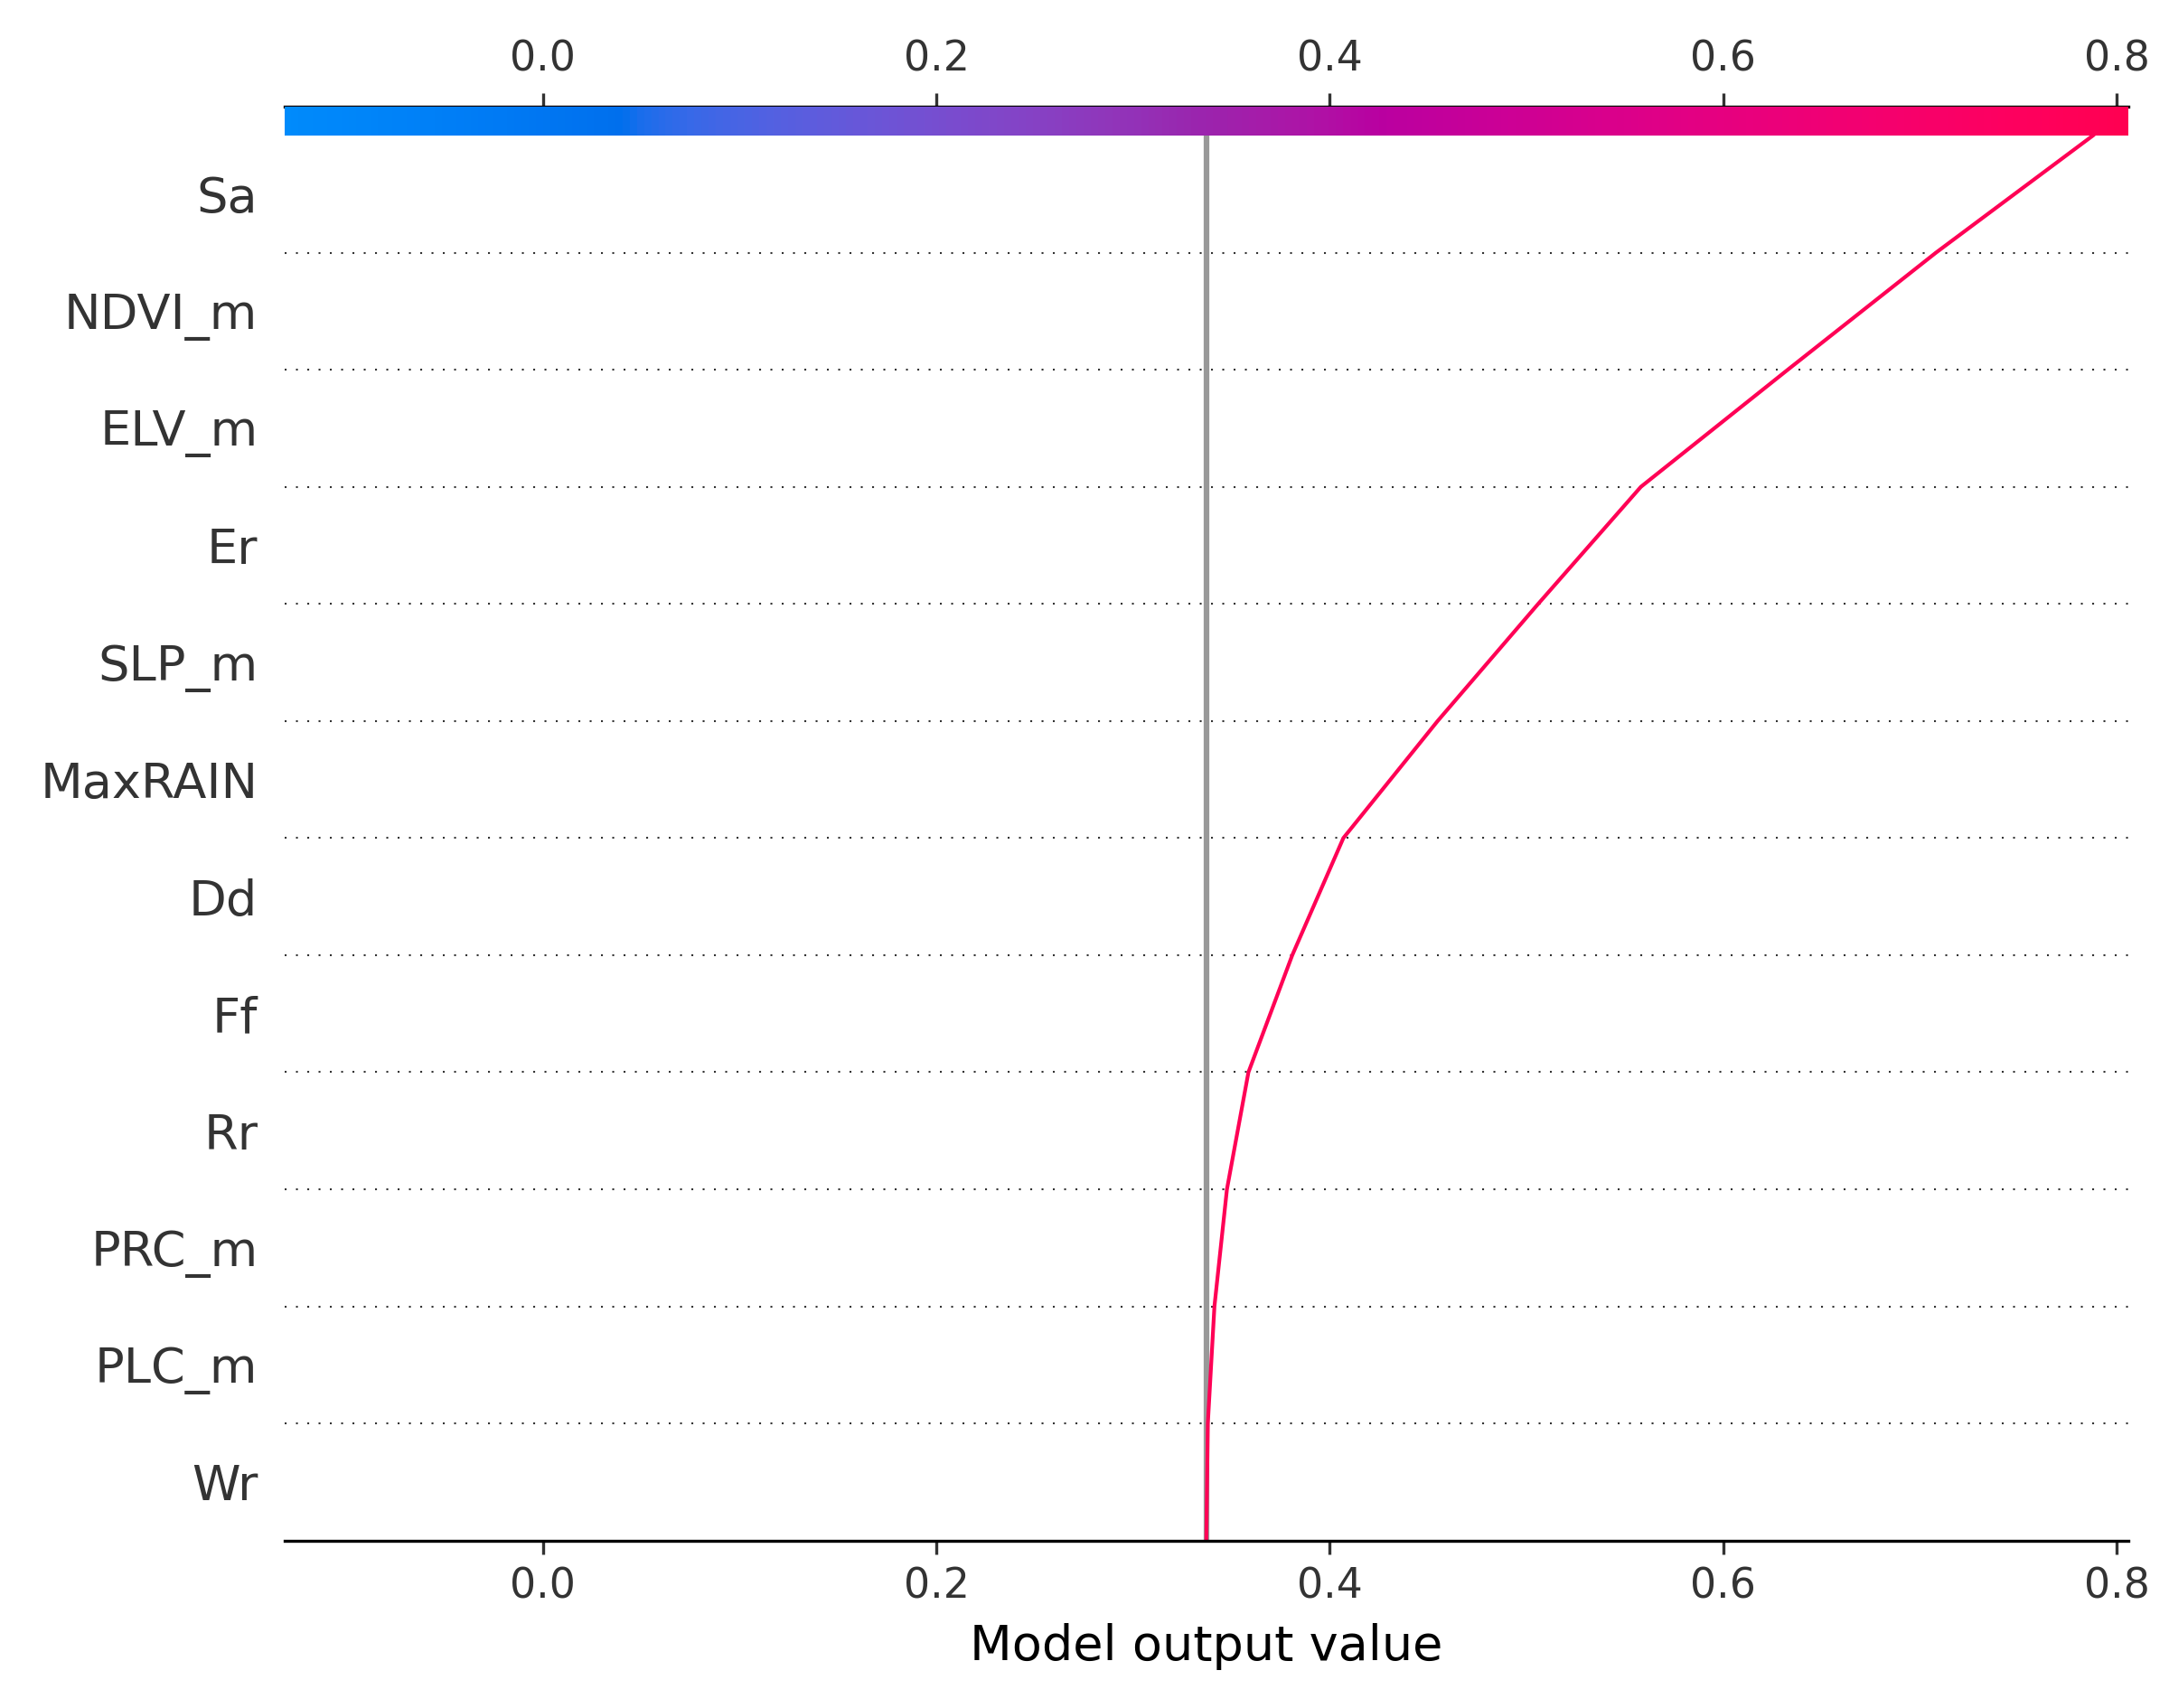 0.0 0.2 0.4 0.6 0.8
Sa
NDVI_m
ELV_m
Er
SLP_m
MaxRAIN
Dd
Ff
Rr
PRC_m
PLC_m
Wr
0.0 0.2 0.4 0.6 0.8
Model output value